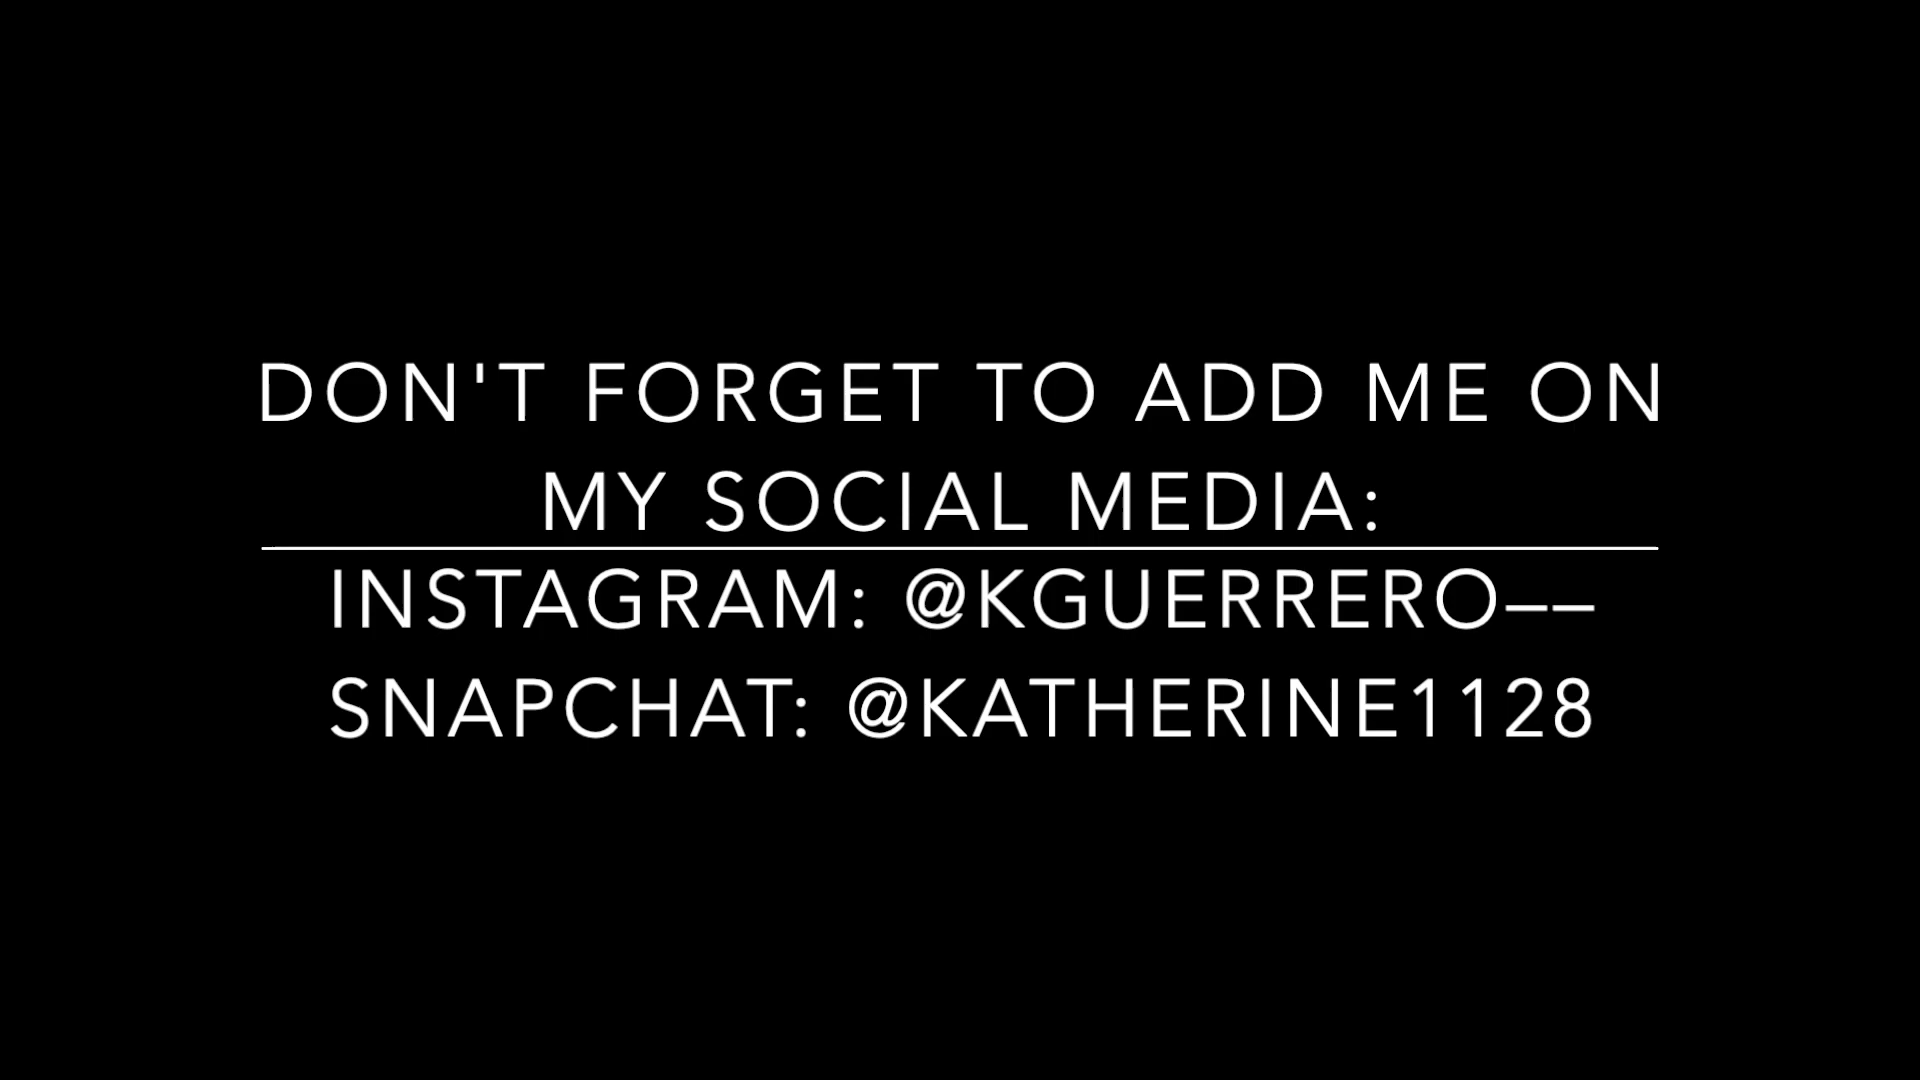 DON'T FORGET TO ADD ME ON
MY SOCIAL MEDIA:
INSTAGRAM: @KGUERRERO––
SNAPCHAT: @KATHERINE1128